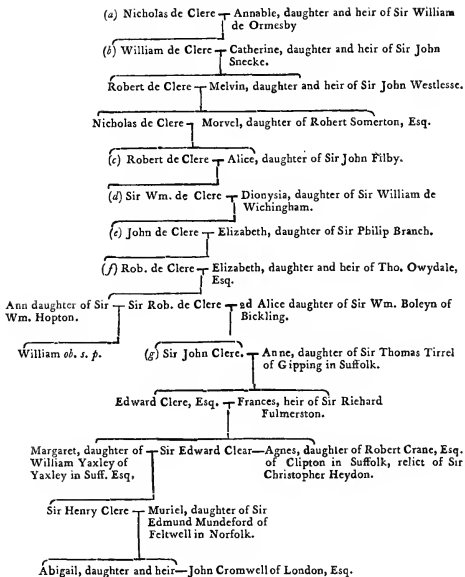 (a) Nicholas de Clere Annable, daughter and heir of Sir William
de Ormesby
(b) William de Clere Catherine, daughter and heir of Sir John
Snecke.
Robert de Clere Melvin, daughter and heir of Sir John Westlesse.
Nicholas de Clere Morvel, daughter of Robert Somerton, Esq.
(c) Robert de Clere Alice, daughter of Sir John Filby.
(d) Sir Wm. de Clere Dionysia, daughter of Sir William de
Wichingham.
(e) John de Clere Elizabeth, daughter of Sir Philip Branch.
(f) Rob. de Clere Elizabeth, daughter and heir of Tho. Owydale,
Esq.
Ann daughter of Sir
Wm. Hopton.
Sir Rob. de Clere 2d Alice daughter of Sir Wm. Boleyn of
Bickling.
William ob. s. p.
(g) Sir John Clere. Anne, daughter of Sir Thomas Tirrel
of Gipping in Suffolk.
Edward Clere, Esq. Frances, heir of Sir Richard
Fulmerston.
Margaret, daughter of
William Yaxley of
Yaxley in Suff. Esq.
Sir Edward Clear—Agnes, daughter of Robert Crane, Esq.
of Clipton in Suffolk, relict of Sir
Christopher Heydon.
Sir Henry Clere Muriel, daughter of Sir
Edmund Mundeford of
Feltwell in Norfolk.
Abigail, daughter and heir—John Cromwell of London, Esq.